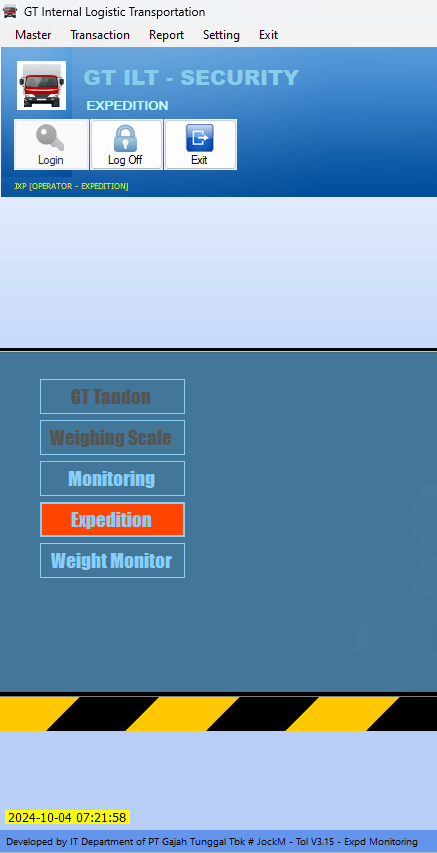 GT Internal Logistic Transportation
Master Transaction Report Setting Exit
GT ILT - SECURITY
EXPEDITION
Login Log Off Exit
JXP [OPERATOR - EXPEDITION]
GT Tandon
Weighing Scale
Monitoring
Expedition
Weight Monitor
2024-10-04 07:21:58
Developed by IT Department of PT Gajah Tunggal Tbk # JockM - Tol V3.15 - Expd Monitoring